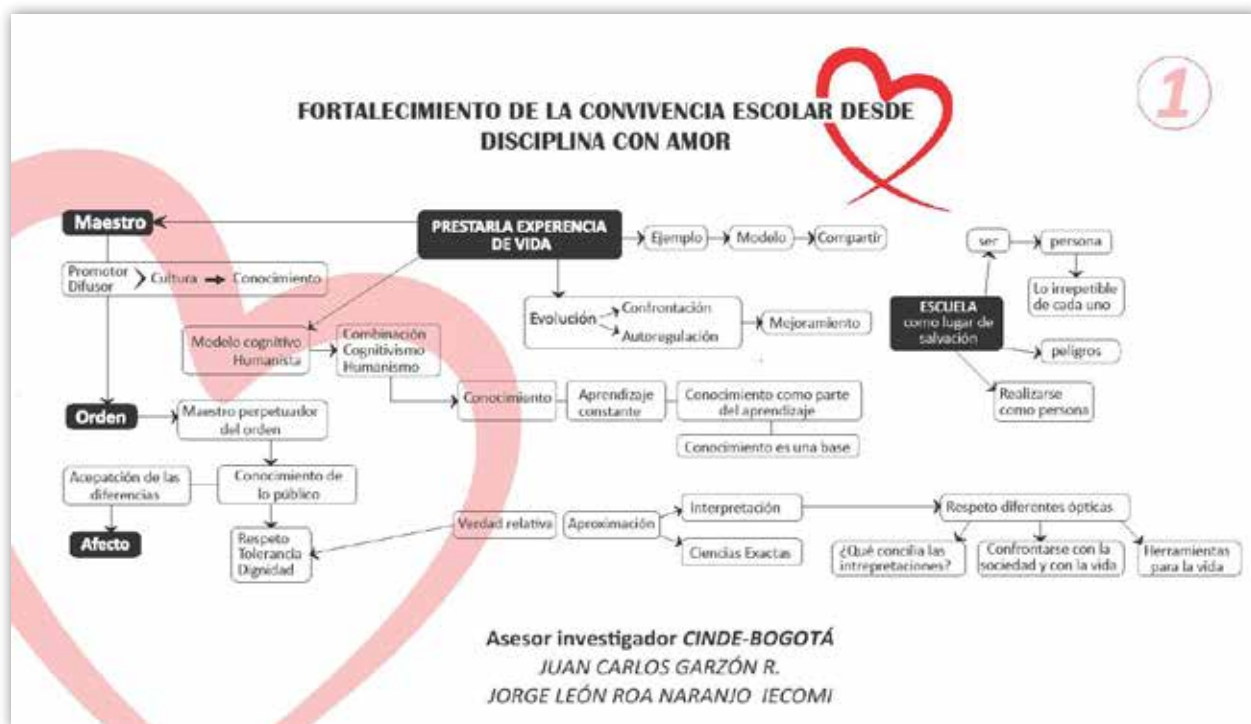 FORTALECIMIENTO DE LA CONVIVENCIA ESCOLAR DESDE
DISCIPLINA CON AMOR
1
Maestro
PRESTARLA EXPERENCIA
DE VIDA
Ejemplo
Modelo
Compartir
ser
persona
Promotor
Difusor
Cultura
Conocimiento
Lo irrepetible
de cada uno
Evolución
Confrontación
Autoregulación
Mejoramiento
ESCUELA
como lugar de
salvación
peligros
Realizarse
como persona
Modelo cognitivo
Humanista
Combinación
Cognitivismo
Humanismo
Conocimiento
Aprendizaje
constante
Conocimiento como parte
del aprendizaje
Conocimiento es una base
Orden
Maestro perpetuador
del orden
Acepatción de las
diferencias
Conocimiento de
lo público
Afecto
Respeto
Tolerancia
Dignidad
Verdad relativa
Aproximación
Interpretación
Ciencias Exactas
Respeto diferentes ópticas
¿Qué concilia las
intrepretaciones?
Confrontarse con la
sociedad y con la vida
Herramientas
para la vida
Asesor investigador CINDE-BOGOTÁ
JUAN CARLOS GARZÓN R.
JORGE LEÓN ROA NARANJO IECOMI